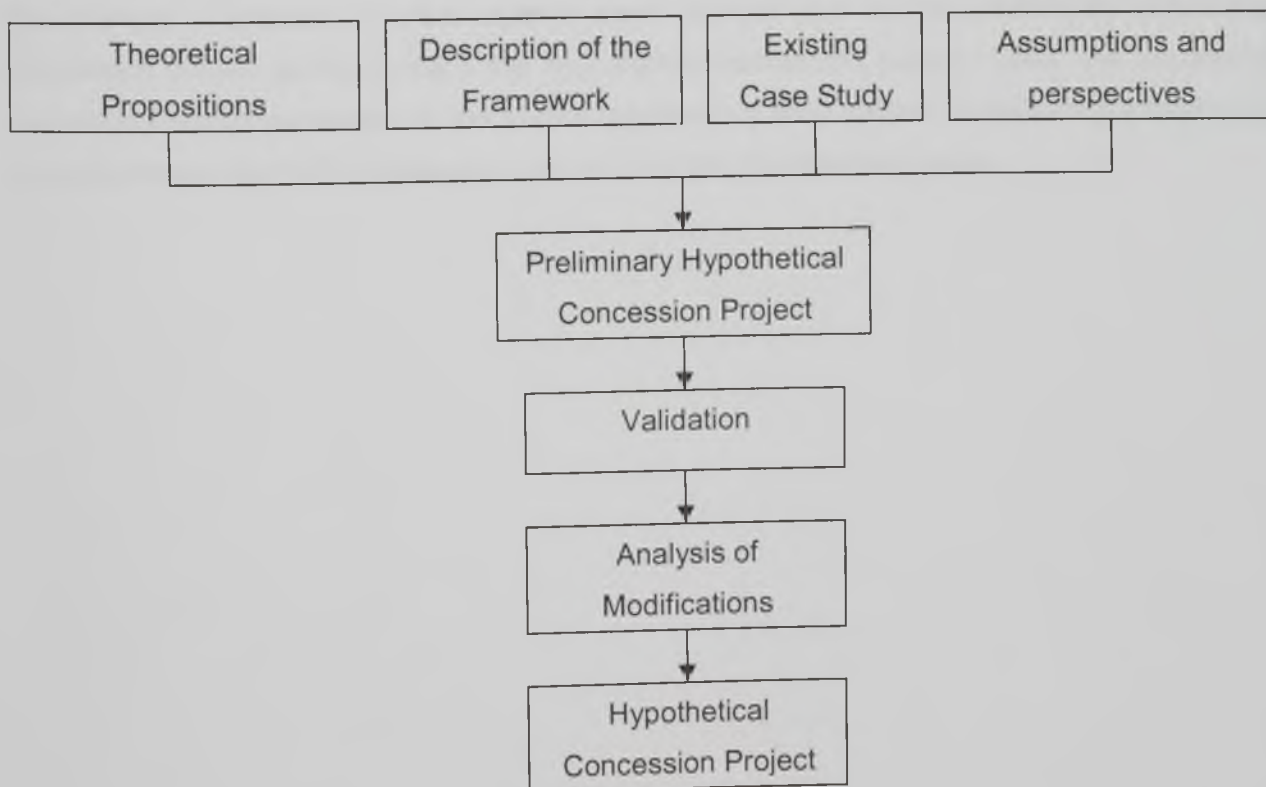 Theoretical
Propositions
Description of the
Framework
Existing
Case Study
Assumptions and
perspectives
Preliminary Hypothetical
Concession Project
Validation
Analysis of
Modifications
Hypothetical
Concession Project